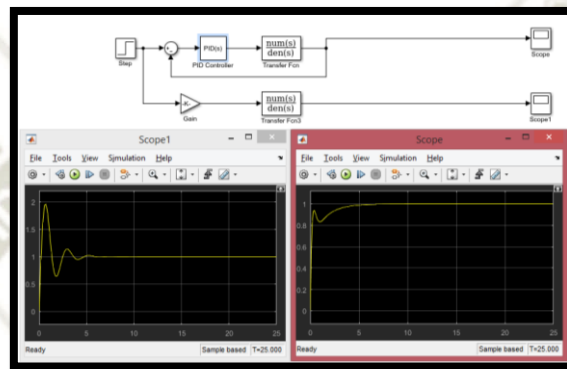 Step
PID(s)
PID Controller
num(s)
den(s)
Transfer Fcn
Scope
-K-
Gain
num(s)
den(s)
Transfer Fcn3
Scope1
Scope1
File Tools View Simulation Help
2
1.5
1
0.5
0
0 5 10 15 20 25
Ready Sample based T=25.000
Scope
File Tools View Simulation Help
1
0.8
0.6
0.4
0.2
0
0 5 10 15 20 25
Ready Sample based T=25.000